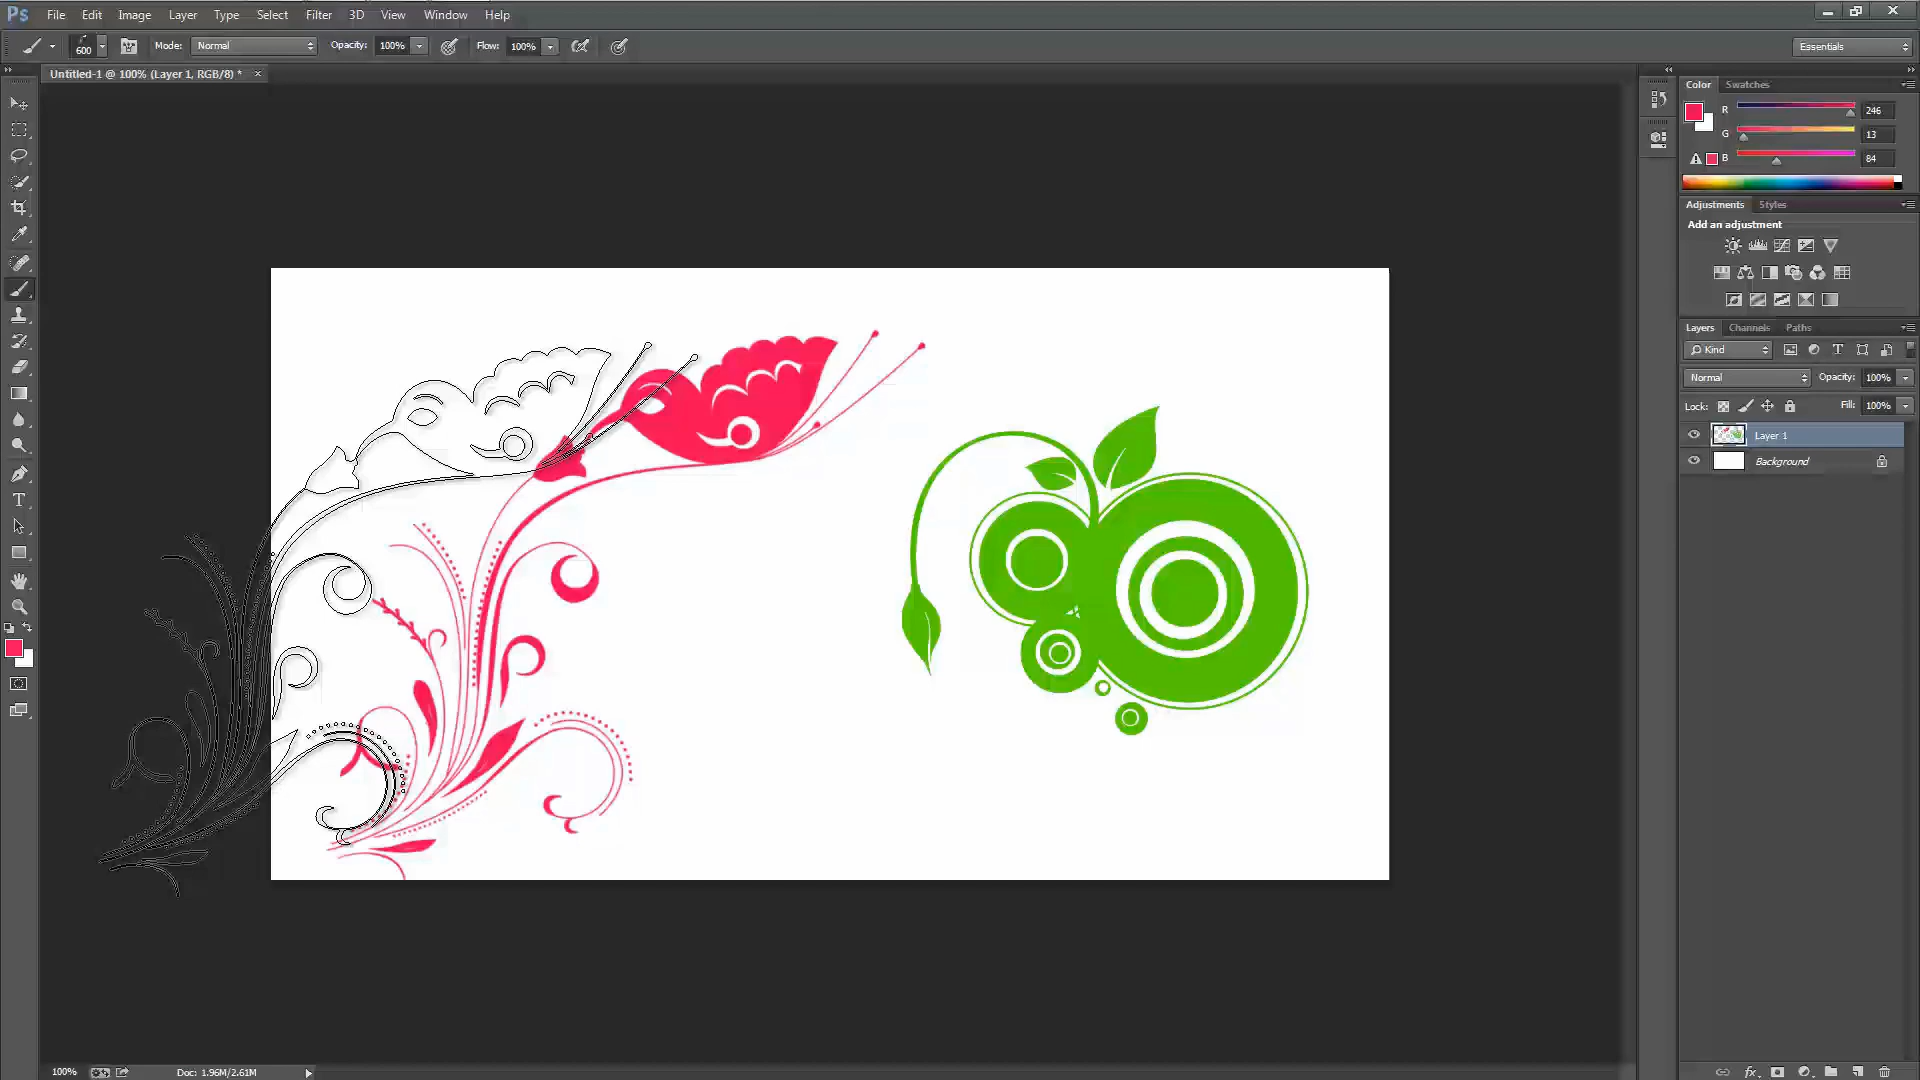 Ps File Edit Image Layer Type Select Filter 3D View Window Help
600 Mode: Normal Opacity: 100% Flow: 100% Essentials
Untitled-1 @ 100% (Layer 1, RGB/8) * ×
Color Swatches
R 246
G 13
B 84
Adjustments Styles
Add an adjustment
Layers Channels Paths
Kind
Normal Opacity: 100%
Lock: Fill: 100%
Layer 1
Background
100% Doc: 1.96M/2.61M